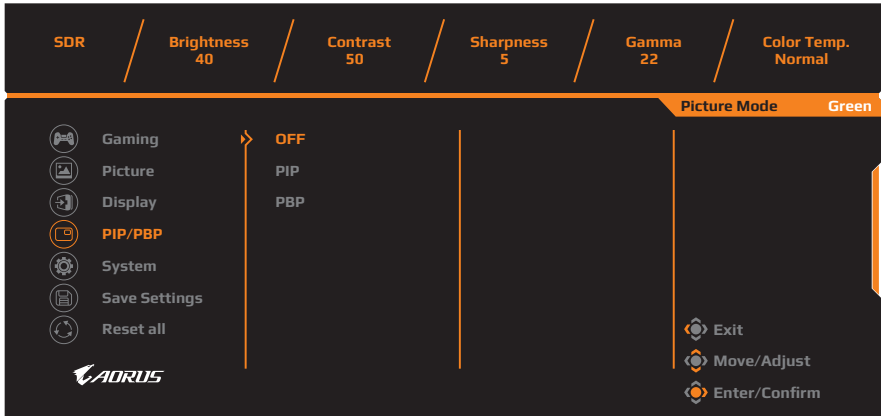 SDR
Brightness
40
Contrast
50
Sharpness
5
Gamma
22
Color Temp.
Normal
Picture Mode Green
Gaming OFF
Picture PIP
Display PBP
PIP/PBP
System
Save Settings
Reset all
Exit
Move/Adjust
Enter/Confirm
AORUS